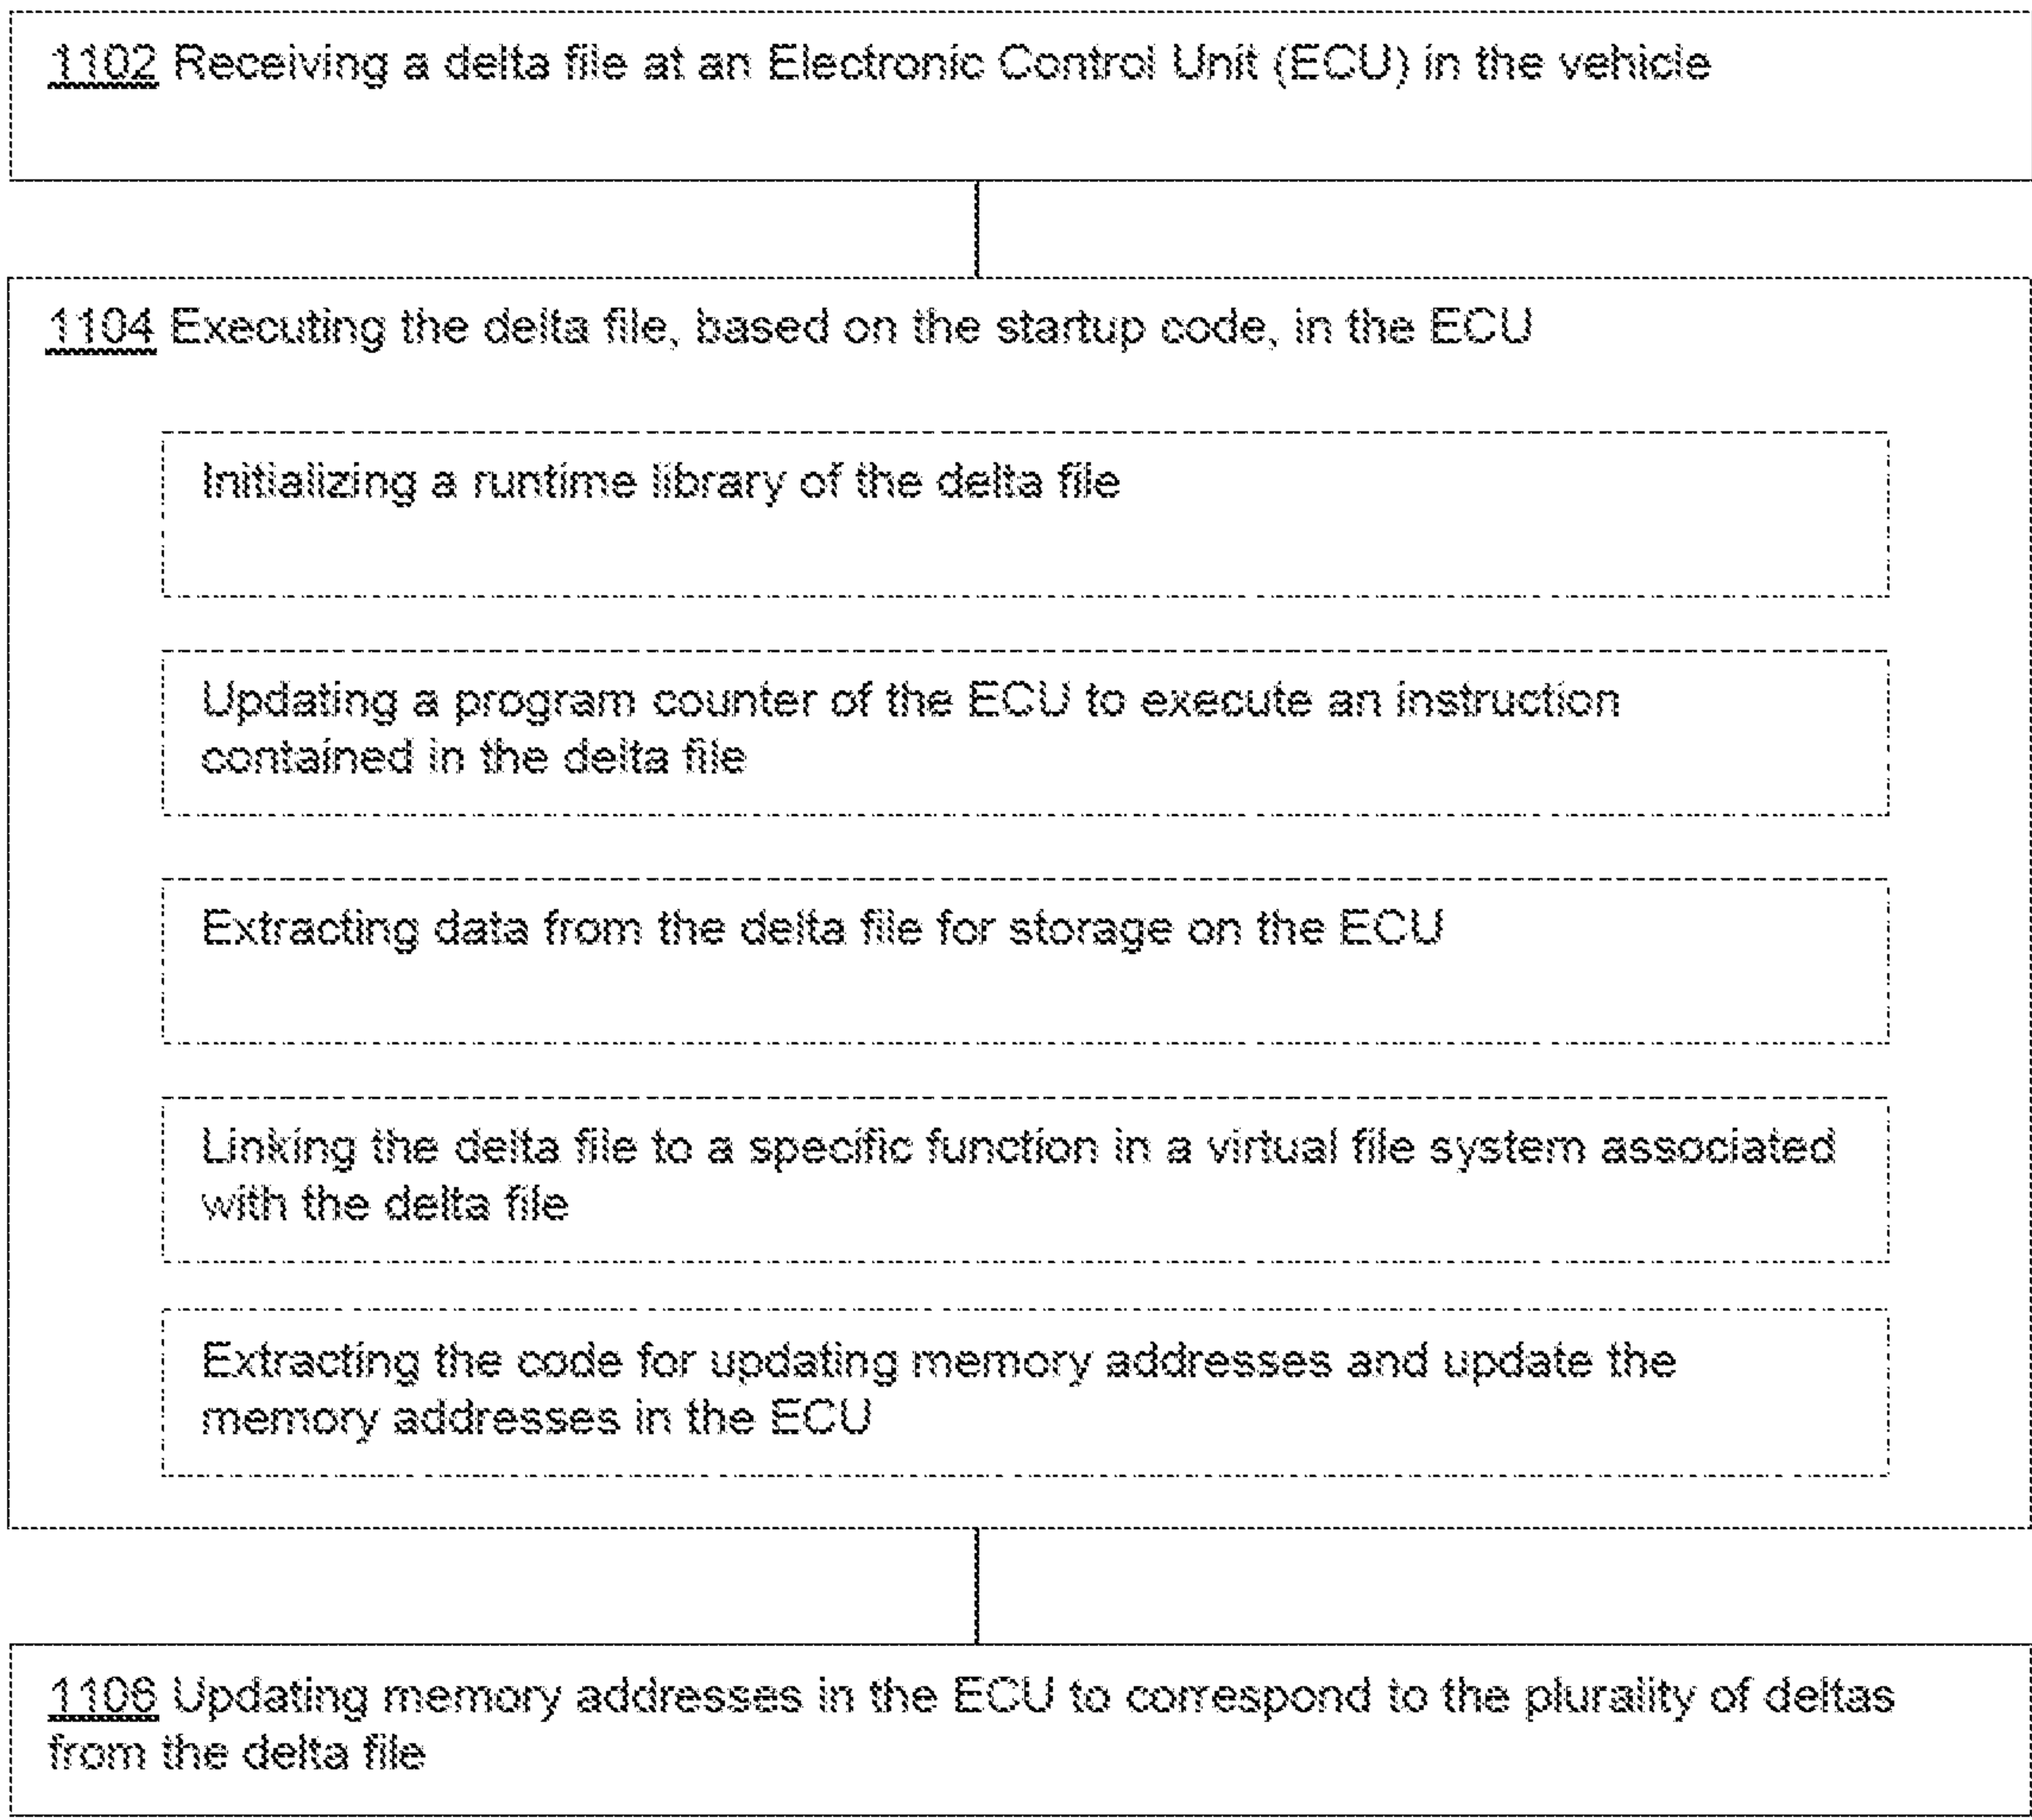 1102 Receiving a delta file at an Electronic Control Unit (ECU) in the vehicle
1104 Executing the delta file, based on the startup code, in the ECU
Initializing a runtime library of the delta file
Updating a program counter of the ECU to execute an instruction
contained in the delta file
Extracting data from the delta file for storage on the ECU
Linking the delta file to a specific function in a virtual file system associated
with the delta file
Extracting the code for updating memory addresses and update the
memory addresses in the ECU
1106 Updating memory addresses in the ECU to correspond to the plurality of deltas
from the delta file